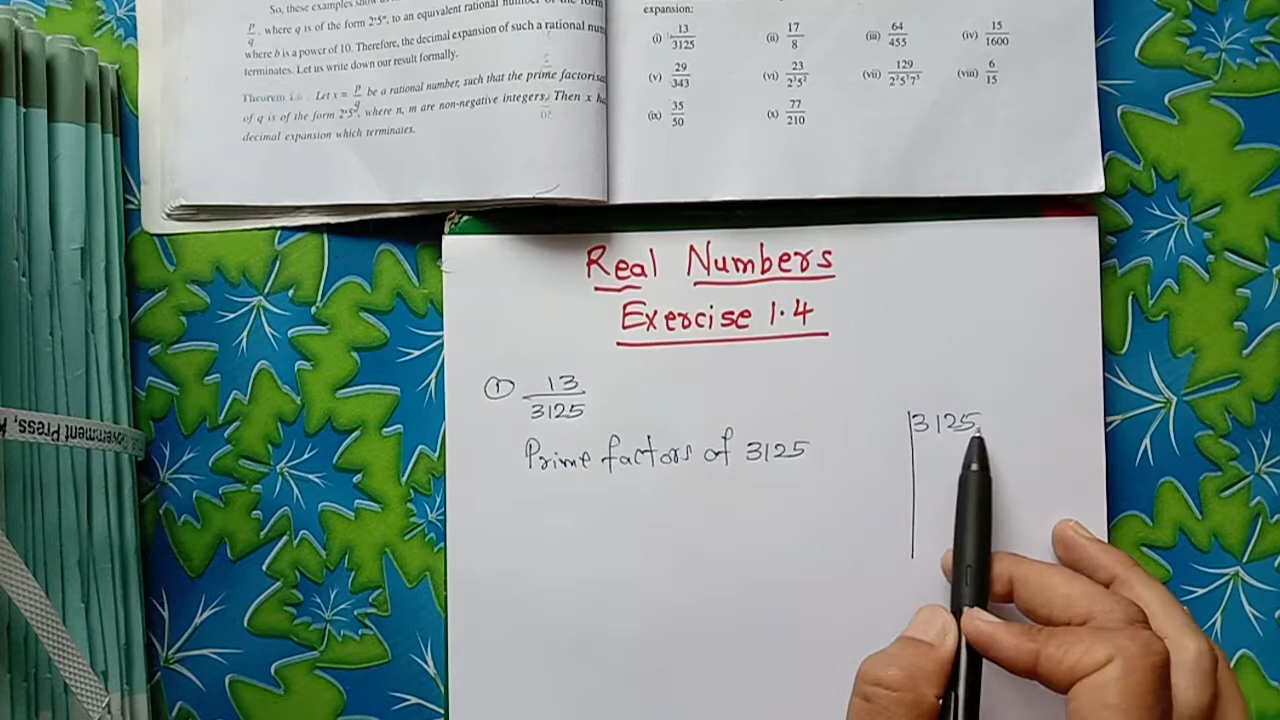 So, these examples show
p/q, where q is of the form 2ⁿ5ᵐ, to an equivalent rational number of the form
where b is a power of 10. Therefore, the decimal expansion of such a rational
terminates. Let us write down our result formally.
Theorem 1.6 : Let x = p/q be a rational number, such that the prime
of q is of the form 2ⁿ5ᵐ, where n, m are non-negative integers. Then x
decimal expansion which terminates.
expansion:
(i) 13/3125 (ii) 17/8 (iii) 64/455 (iv) 15/1600
(v) 29/343 (vi) 23/2³5² (vii) 129/2²5⁷7⁵ (viii) 6/15
(ix) 35/50 (x) 77/210
Real Numbers
Exercise 1.4
① 13/3125
Prime factors of 3125
3125
Government Press,